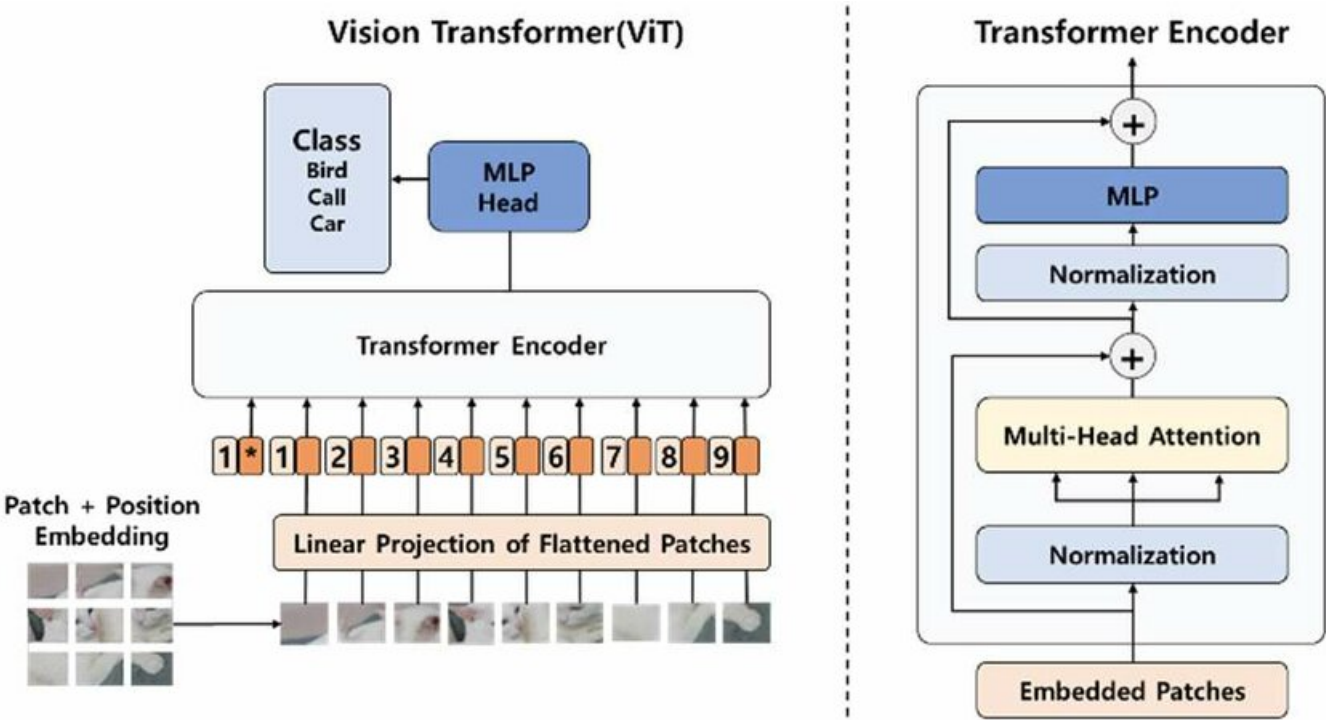 Vision Transformer(ViT)
Class
Bird
Call
Car
MLP
Head
Transformer Encoder
1 * 1 2 3 4 5 6 7 8 9
Patch + Position
Embedding
Linear Projection of Flattened Patches
Transformer Encoder
+
MLP
Normalization
+
Multi-Head Attention
Normalization
Embedded Patches